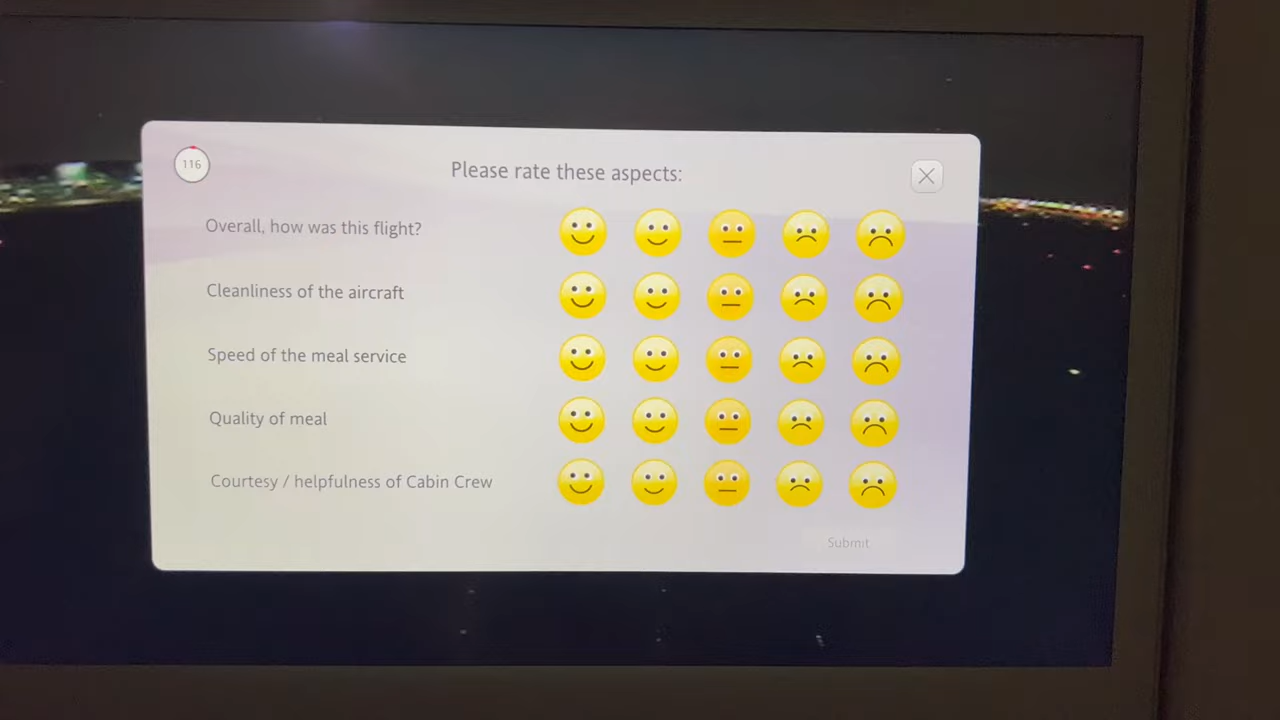 116
Please rate these aspects:
Overall, how was this flight?
Cleanliness of the aircraft
Speed of the meal service
Quality of meal
Courtesy / helpfulness of Cabin Crew
Submit